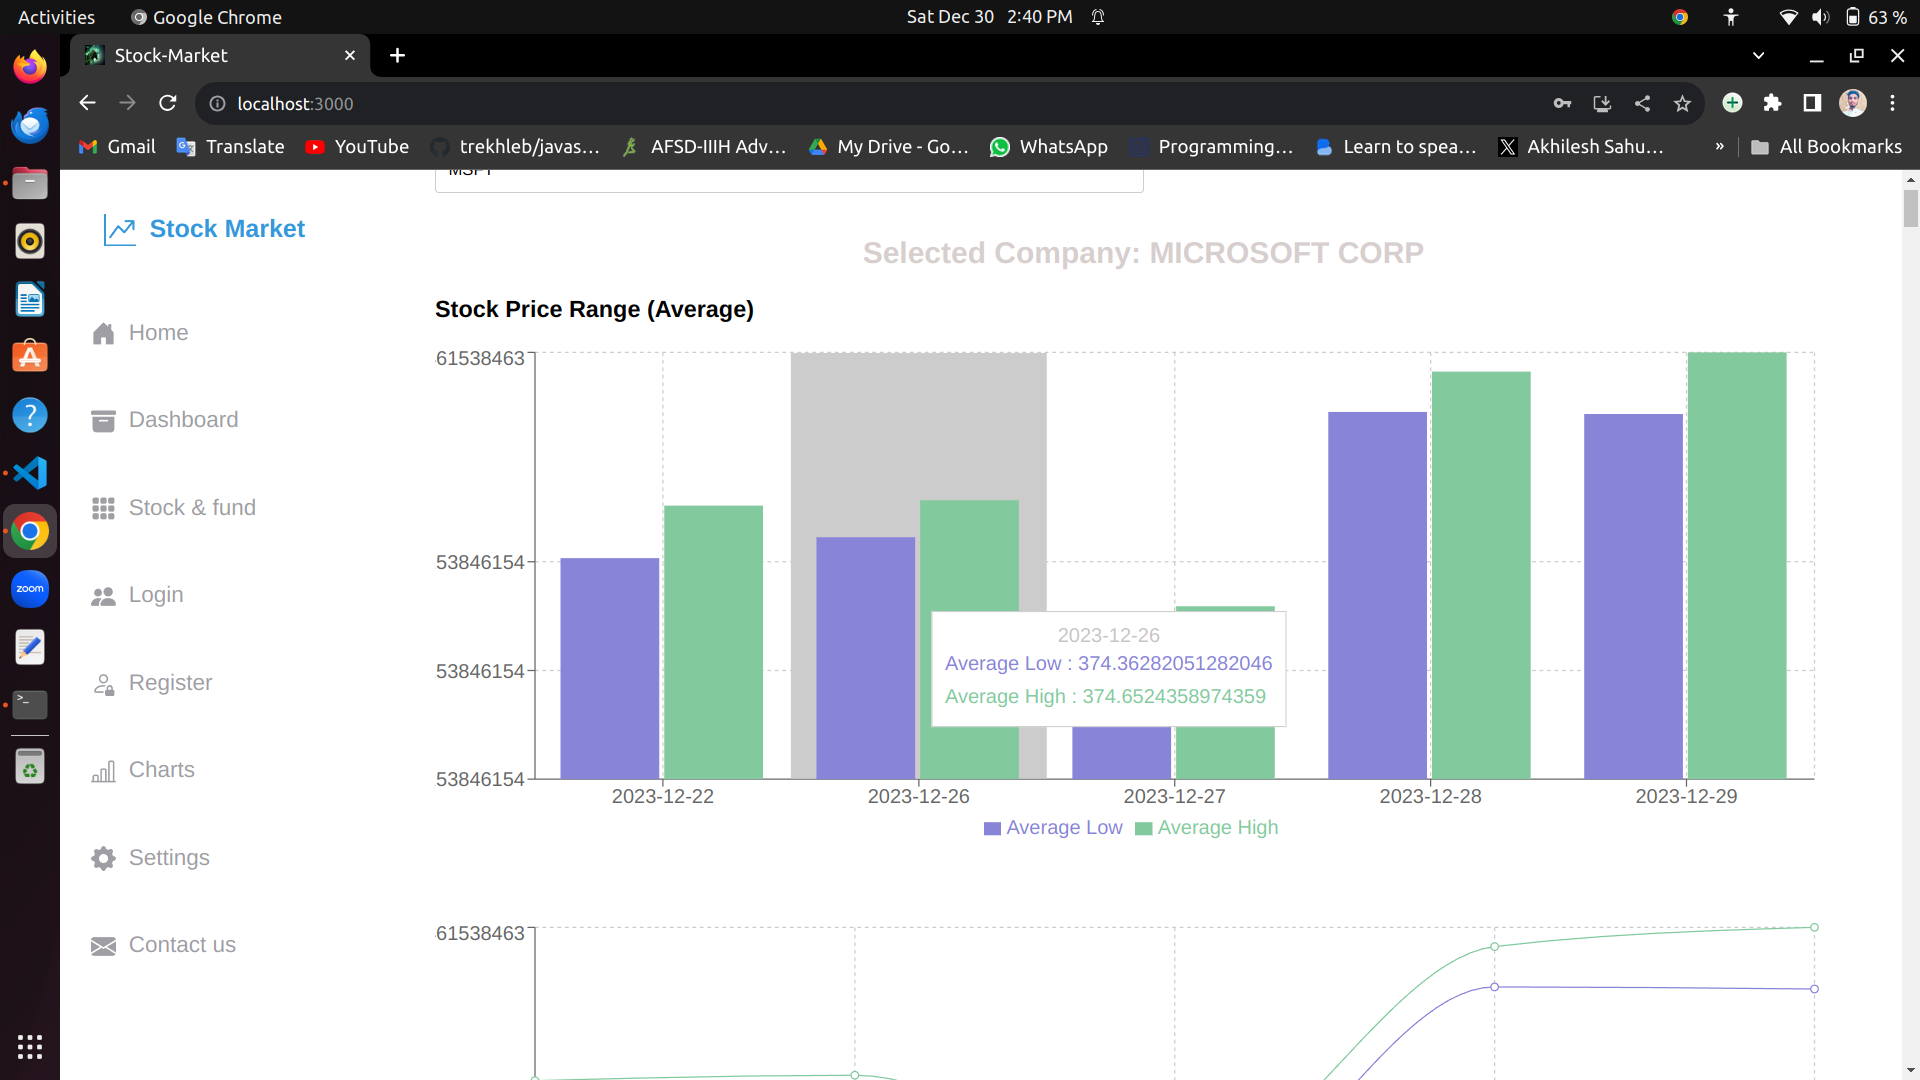 Activities Google Chrome Sat Dec 30 2:40 PM 63 %
Stock-Market
localhost:3000
Gmail Translate YouTube trekhleb/javas... AFSD-IIIH Adv... My Drive - Go... WhatsApp Programming... Learn to spea... Akhilesh Sahu... » All Bookmarks
MSFT
Stock Market
Selected Company: MICROSOFT CORP
Stock Price Range (Average)
Home
Dashboard
Stock & fund
Login
Register
Charts
Settings
Contact us
zoom
61538463
53846154
53846154
53846154
2023-12-26
Average Low : 374.36282051282046
Average High : 374.6524358974359
2023-12-22 2023-12-26 2023-12-27 2023-12-28 2023-12-29
Average Low Average High
61538463